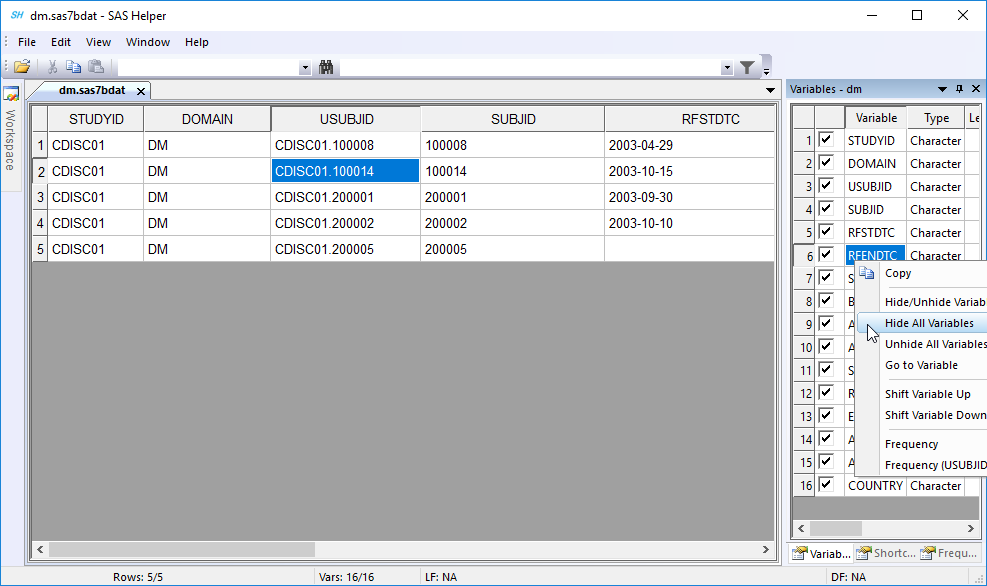 SH dm.sas7bdat - SAS Helper
File Edit View Window Help
dm.sas7bdat
Workspace
STUDYID DOMAIN USUBJID SUBJID RFSTDTC
1 CDISC01 DM CDISC01.100008 100008 2003-04-29
2 CDISC01 DM CDISC01.100014 100014 2003-10-15
3 CDISC01 DM CDISC01.200001 200001 2003-09-30
4 CDISC01 DM CDISC01.200002 200002 2003-10-10
5 CDISC01 DM CDISC01.200005 200005
Variables - dm
Variable Type Le
1 STUDYID Character
2 DOMAIN Character
3 USUBJID Character
4 SUBJID Character
5 RFSTDTC Character
6 RFENDTC Character
7 S
8 B
9 A
10 A
11 S
12 R
13 E
14 A
15 A
16 COUNTRY Character
Copy
Hide/Unhide Variab
Hide All Variables
Unhide All Variables
Go to Variable
Shift Variable Up
Shift Variable Down
Frequency
Frequency (USUBJID
Variab... Shortc... Frequ...
Rows: 5/5 Vars: 16/16 LF: NA DF: NA